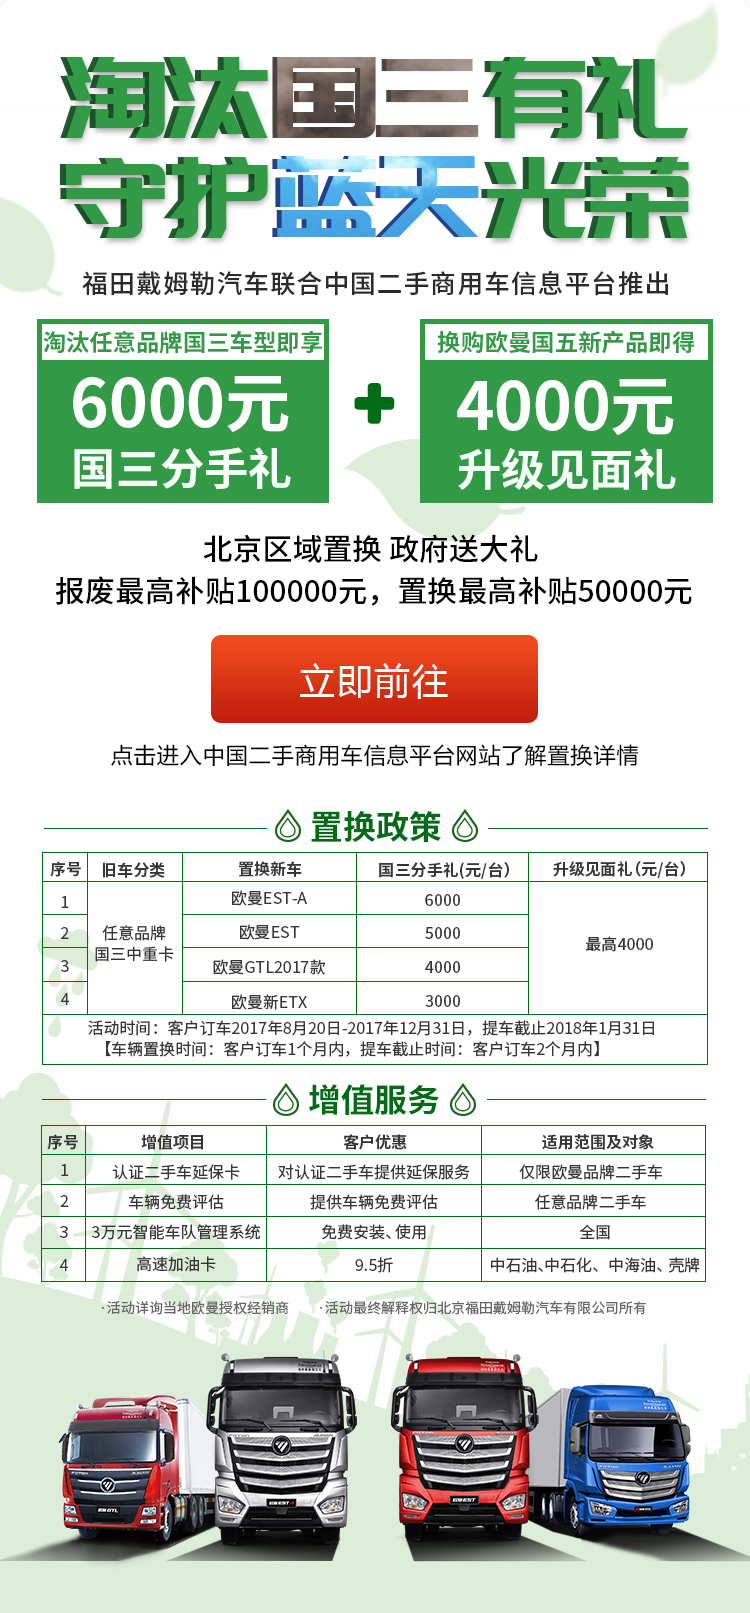 淘汰国三有礼
守护蓝天光荣
福田戴姆勒汽车联合中国二手商用车信息平台推出
淘汰任意品牌国三车型即享
6000元
国三分手礼
换购欧曼国五新产品即得
4000元
升级见面礼
北京区域置换 政府送大礼
报废最高补贴100000元，置换最高补贴50000元
立即前往
点击进入中国二手商用车信息平台网站了解置换详情
置换政策
序号 旧车分类 置换新车 国三分手礼(元/台) 升级见面礼(元/台)
1 欧曼EST-A 6000
2 欧曼EST 5000
任意品牌
国三中重卡
最高4000
3 欧曼GTL2017款 4000
4 欧曼新ETX 3000
活动时间：客户订车2017年8月20日-2017年12月31日，提车截止2018年1月31日
【车辆置换时间：客户订车1个月内，提车截止时间：客户订车2个月内】
增值服务
序号 增值项目 客户优惠 适用范围及对象
1 认证二手车延保卡 对认证二手车提供延保服务 仅限欧曼品牌二手车
2 车辆免费评估 提供车辆免费评估 任意品牌二手车
3 3万元智能车队管理系统 免费安装、使用 全国
4 高速加油卡 9.5折 中石油、中石化、中海油、壳牌
·活动详询当地欧曼授权经销商 ·活动最终解释权归北京福田戴姆勒汽车有限公司所有